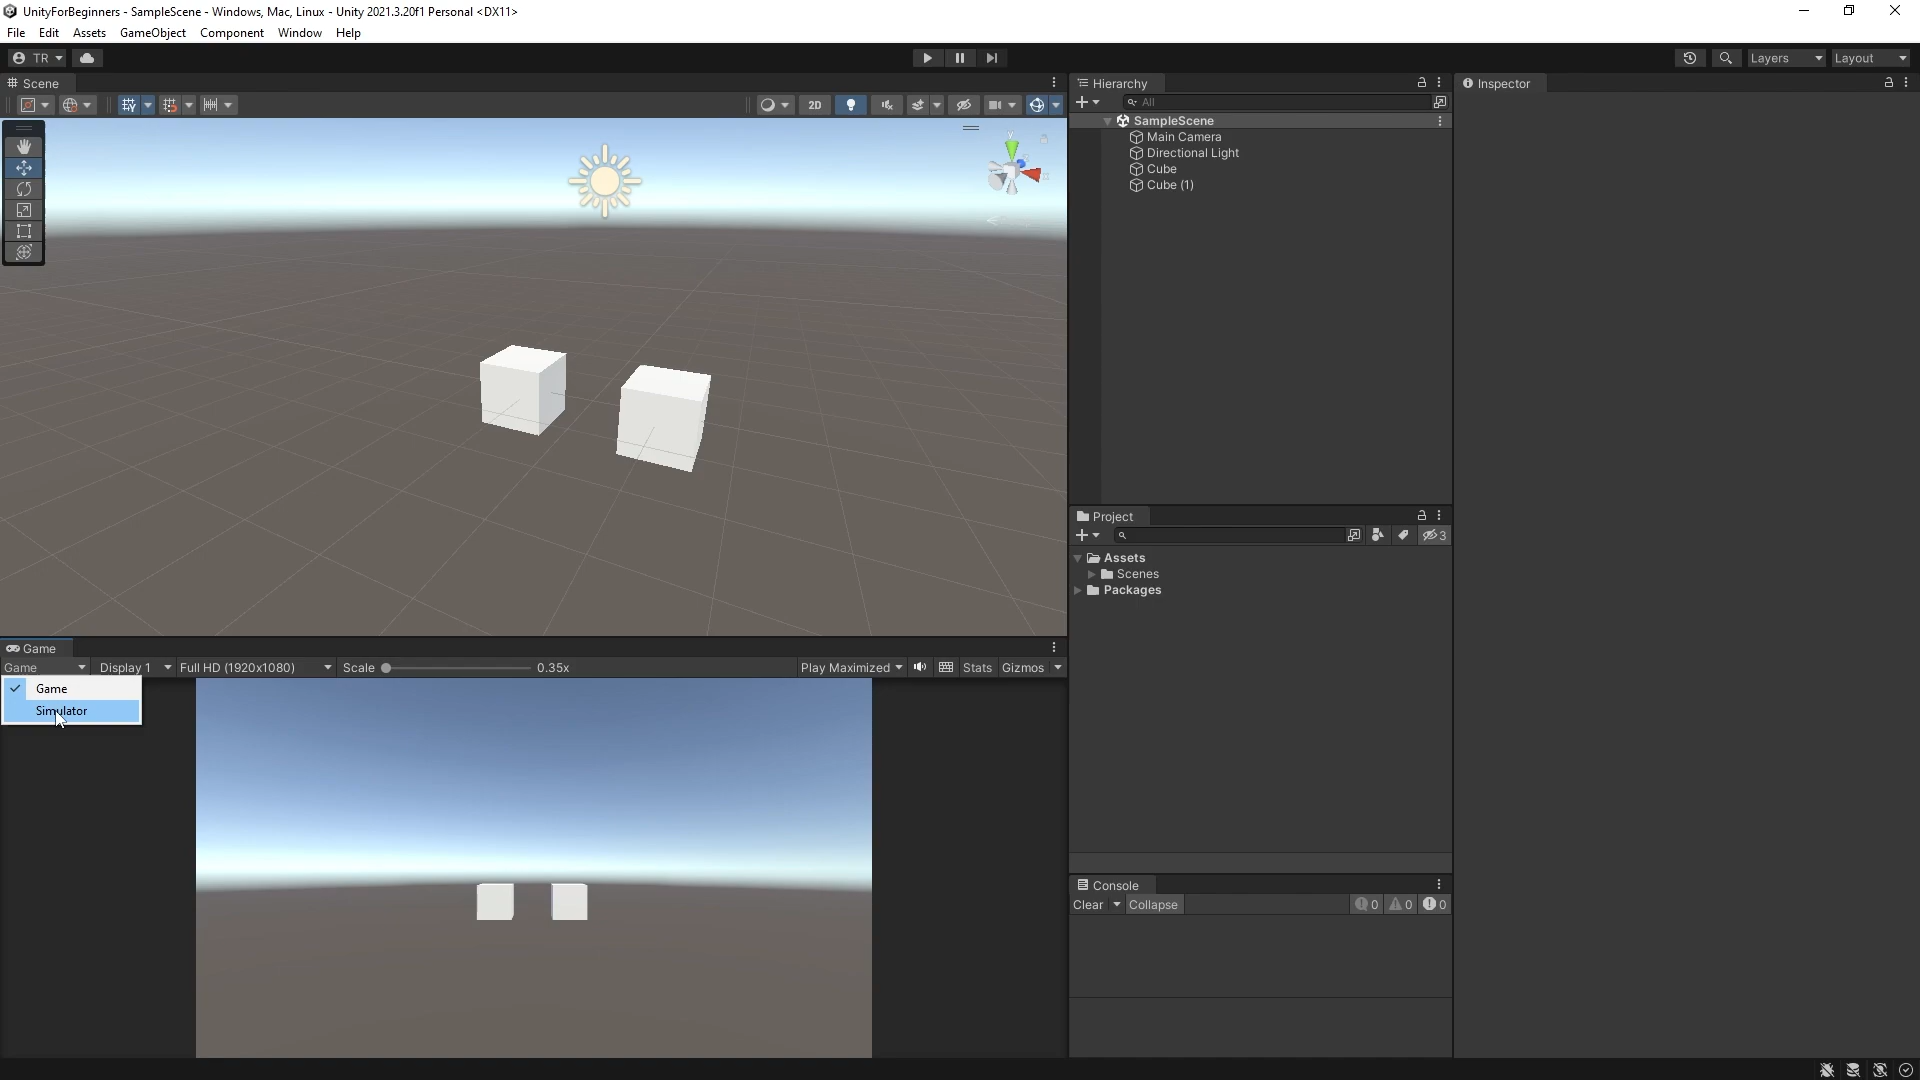 UnityForBeginners - SampleScene - Windows, Mac, Linux - Unity 2021.3.20f1 Personal <DX11>
File Edit Assets GameObject Component Window Help
TR Layers Layout
Scene
2D
y
Hierarchy
All
SampleScene
Main Camera
Directional Light
Cube
Cube (1)
Inspector
Project
3
Assets
Scenes
Packages
Game
Game Display 1 Full HD (1920x1080) Scale 0.35x Play Maximized Stats Gizmos
Game
Simulator
Console
Clear Collapse 0 0 0